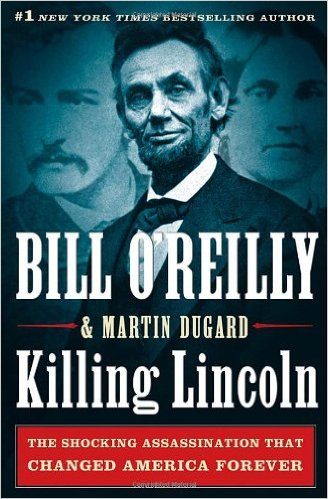 #1 NEW YORK TIMES BESTSELLING AUTHOR
BILL O'REILLY
& MARTIN DUGARD
Killing Lincoln
THE SHOCKING ASSASSINATION THAT
CHANGED AMERICA FOREVER